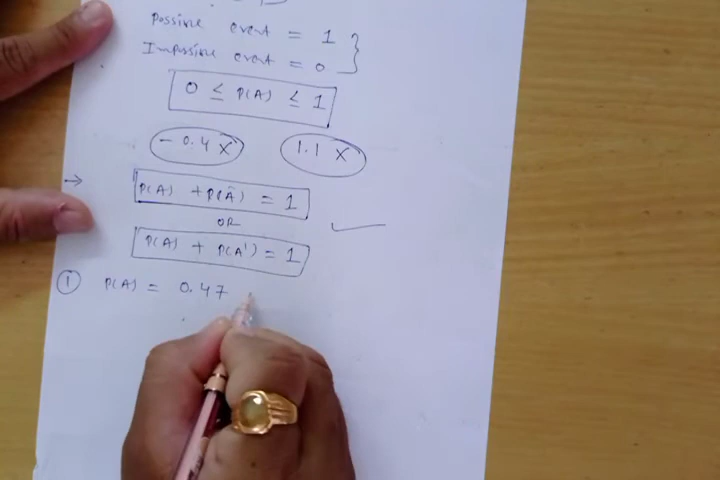 Possible event = 1
Impossible event = 0
0 ≤ P(A) ≤ 1
- 0.4 X 1.1 X
→ P(A) + P(Ā) = 1
OR
P(A) + P(A') = 1
① P(A) = 0.47